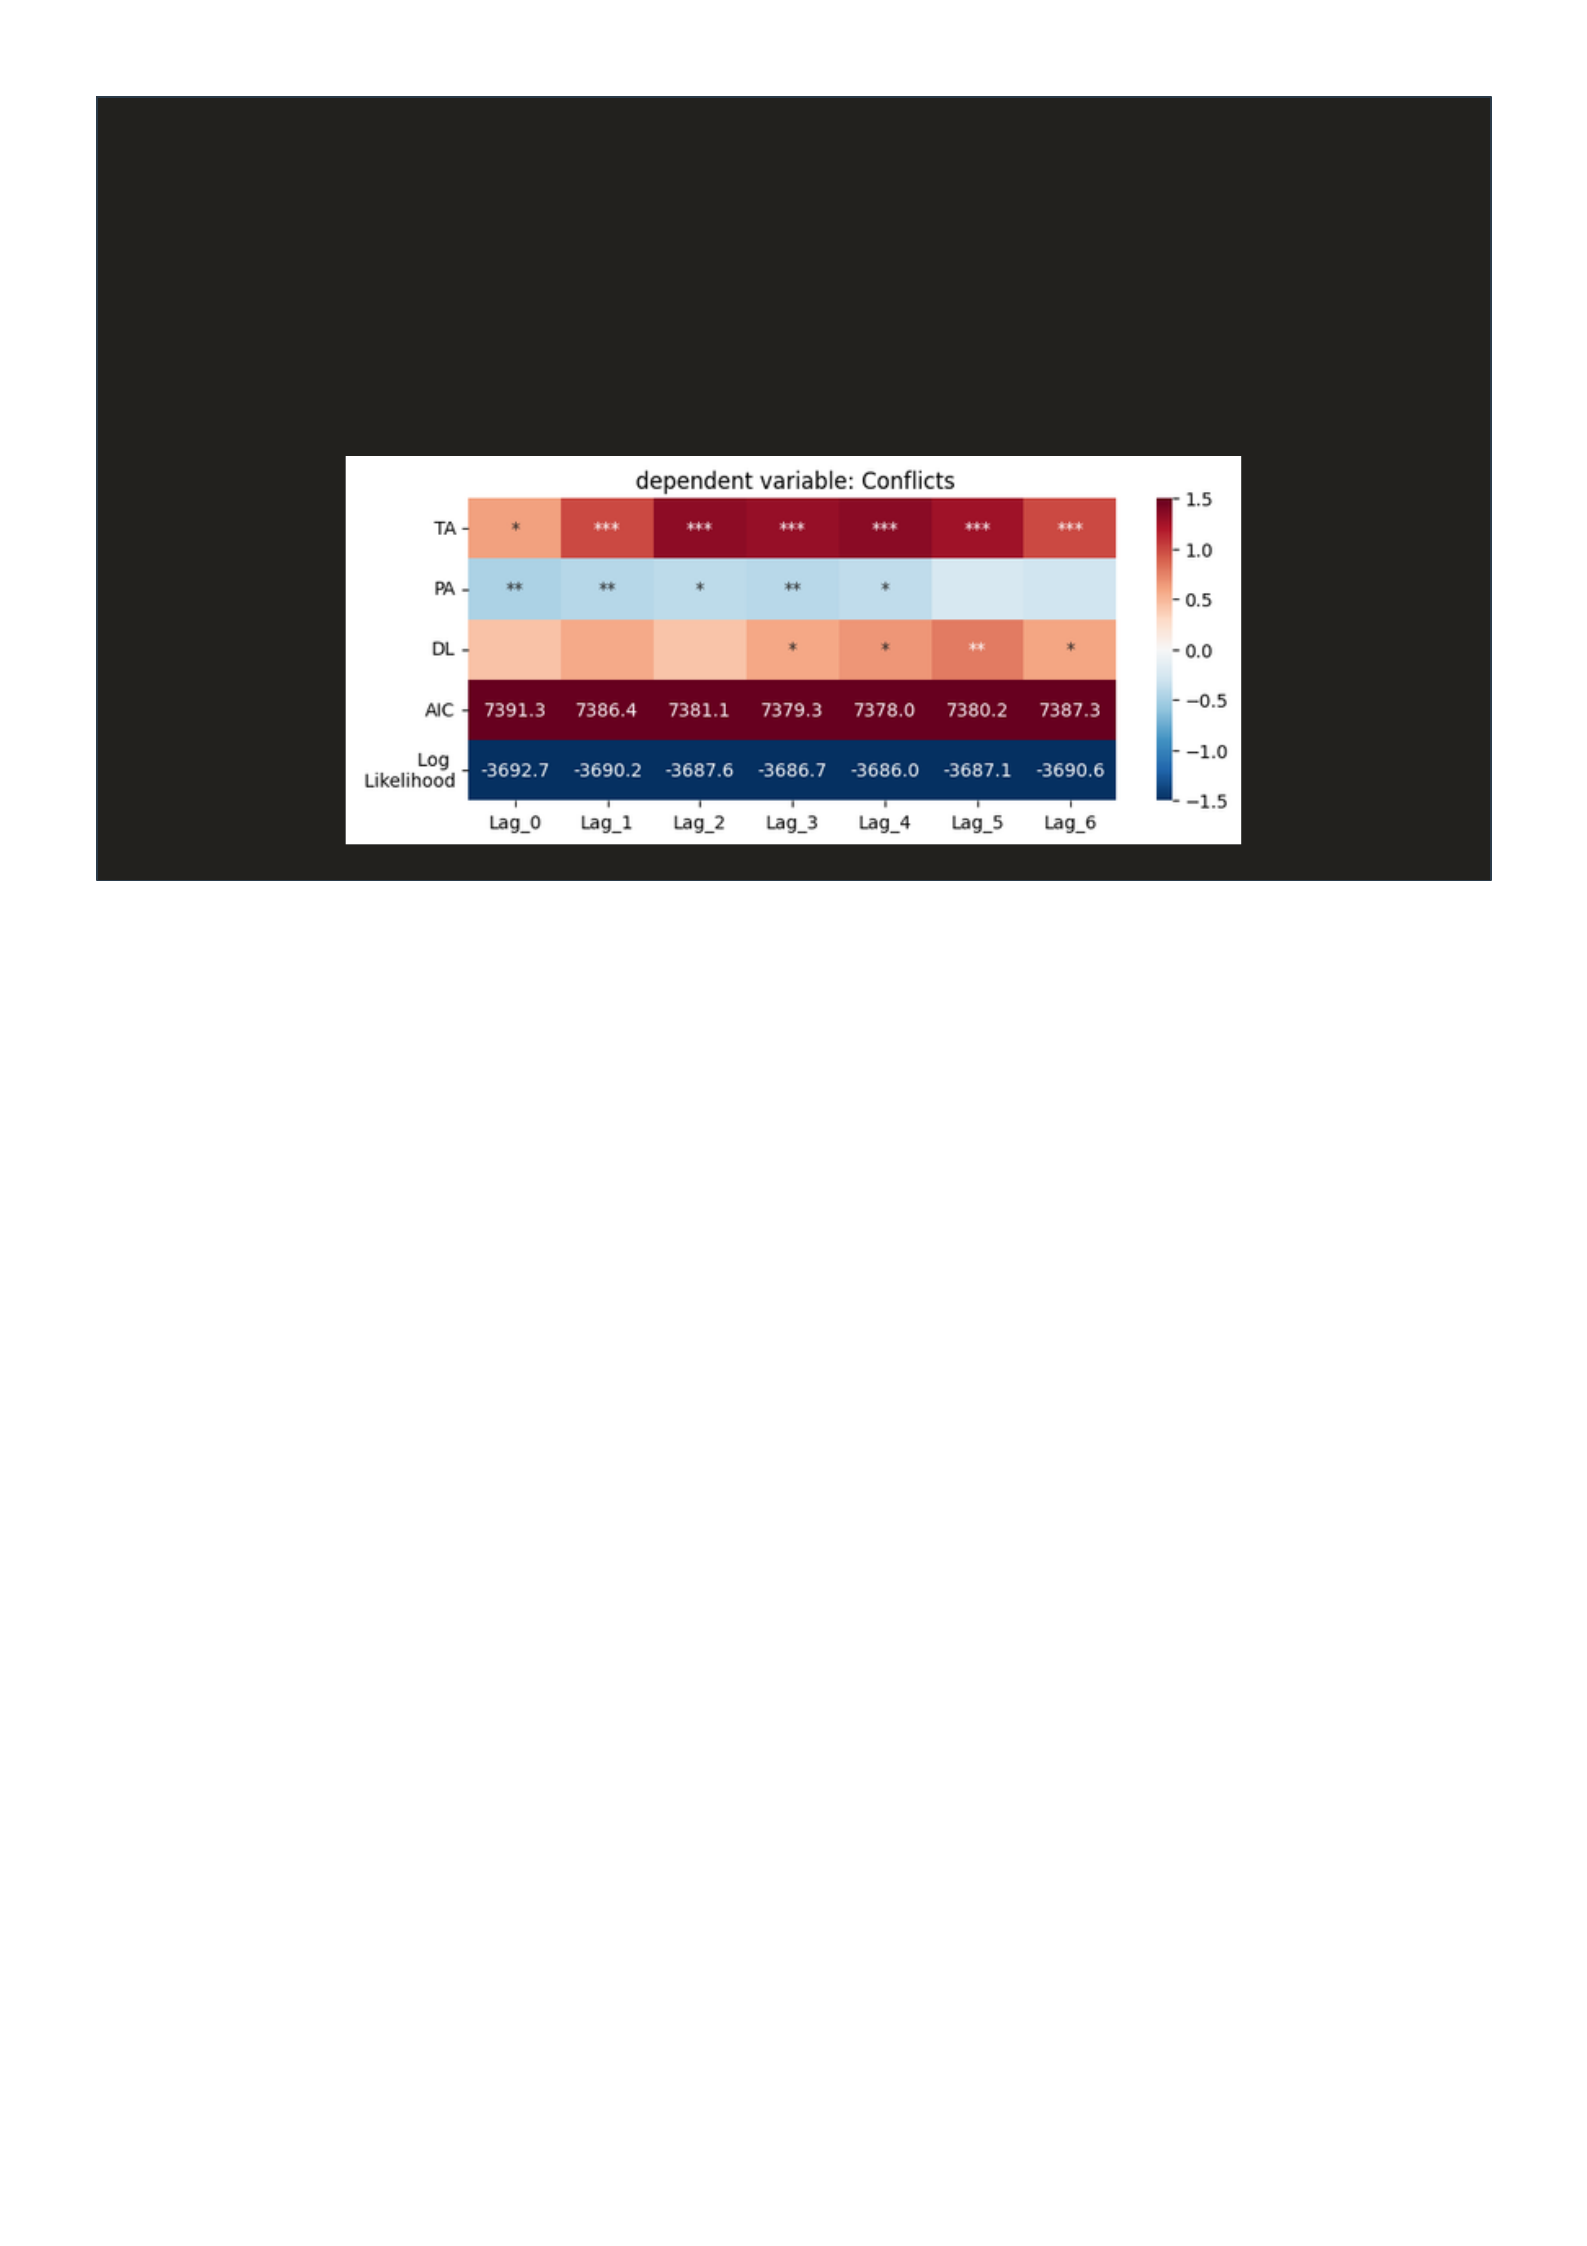 dependent variable: Conflicts
TA * *** *** *** *** *** *** 1.5
1.0
PA ** ** * ** * 0.5
DL * * ** * 0.0
AIC 7391.3 7386.4 7381.1 7379.3 7378.0 7380.2 7387.3 −0.5
−1.0
Log
Likelihood -3692.7 -3690.2 -3687.6 -3686.7 -3686.0 -3687.1 -3690.6
−1.5
Lag_0 Lag_1 Lag_2 Lag_3 Lag_4 Lag_5 Lag_6